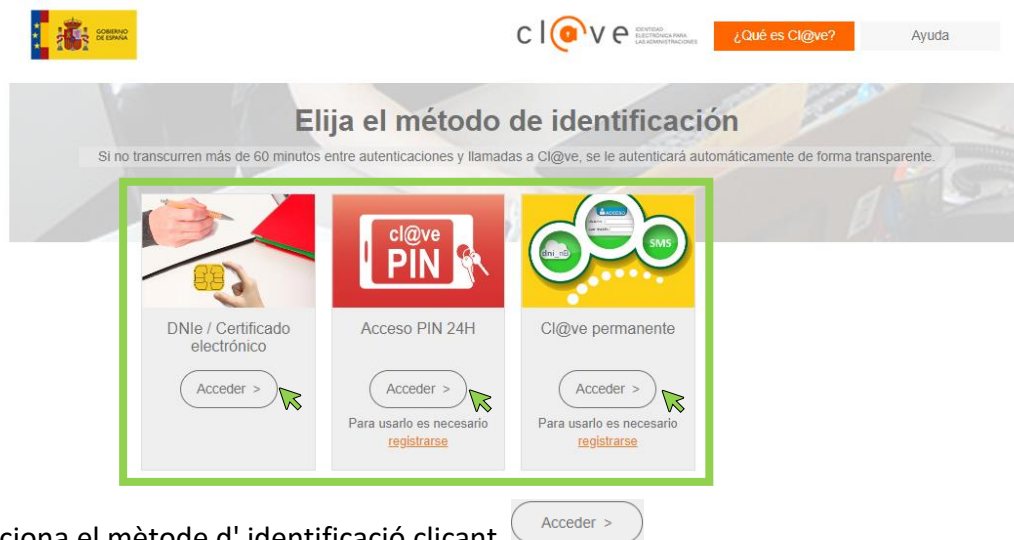 GOBIERNO
DE ESPAÑA
cl@ve
IDENTIDAD
ELECTRÓNICA PARA
LAS ADMINISTRACIONES
¿Qué es Cl@ve?
Ayuda
Elija el método de identificación
Si no transcurren más de 60 minutos entre autenticaciones y llamadas a Cl@ve, se le autenticará automáticamente de forma transparente.
cl@ve
PIN
ACCESO
dni_nie
SMS
DNIe / Certificado
electrónico
Acceder >
Acceso PIN 24H
Acceder >
Para usarlo es necesario
registrarse
Cl@ve permanente
Acceder >
Para usarlo es necesario
registrarse
ciona el mètode d' identificació clicant
Acceder >